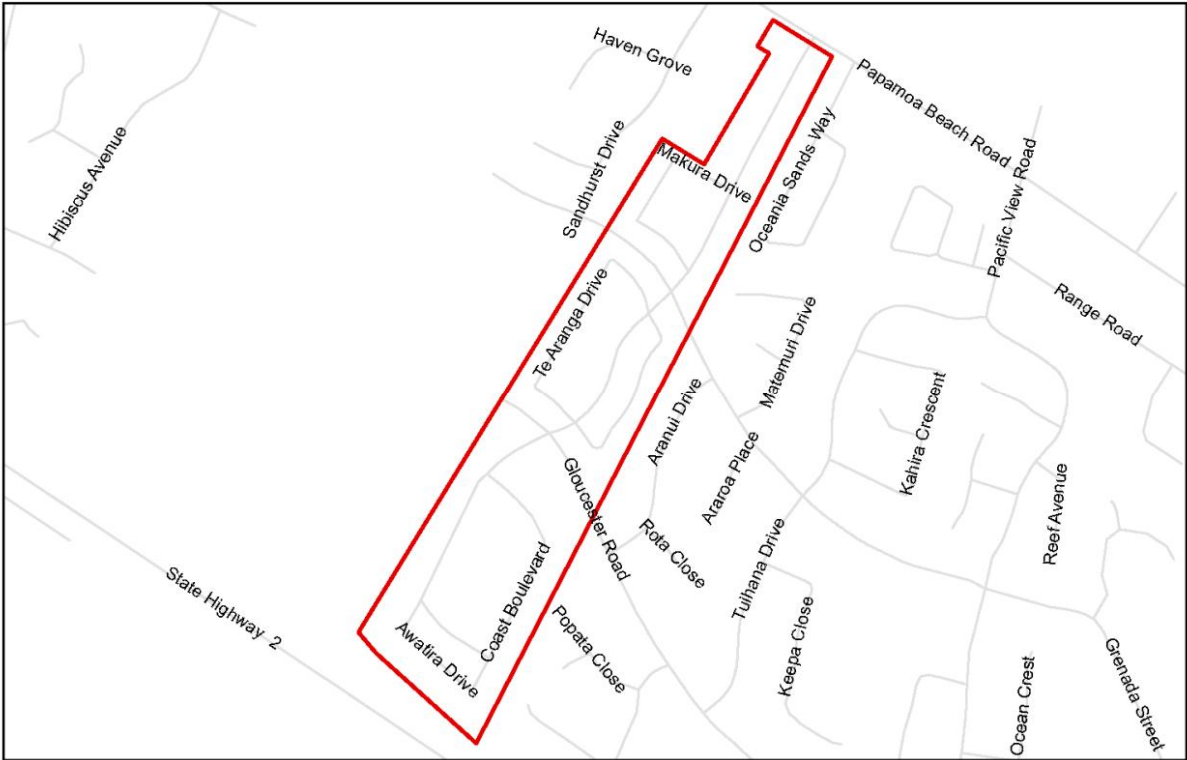 Haven Grove
Papamoa Beach Road
Hibiscus Avenue
Sandhurst Drive
Makura Drive
Oceania Sands Way
Pacific View Road
Range Road
Te Aranga Drive
Matemuri Drive
Aranui Drive
Kahira Crescent
Araroa Place
Gloucester Road
Rota Close
Reef Avenue
Tuihana Drive
State Highway 2
Coast Boulevard
Awatira Drive
Popata Close
Keepa Close
Ocean Crest
Grenada Street